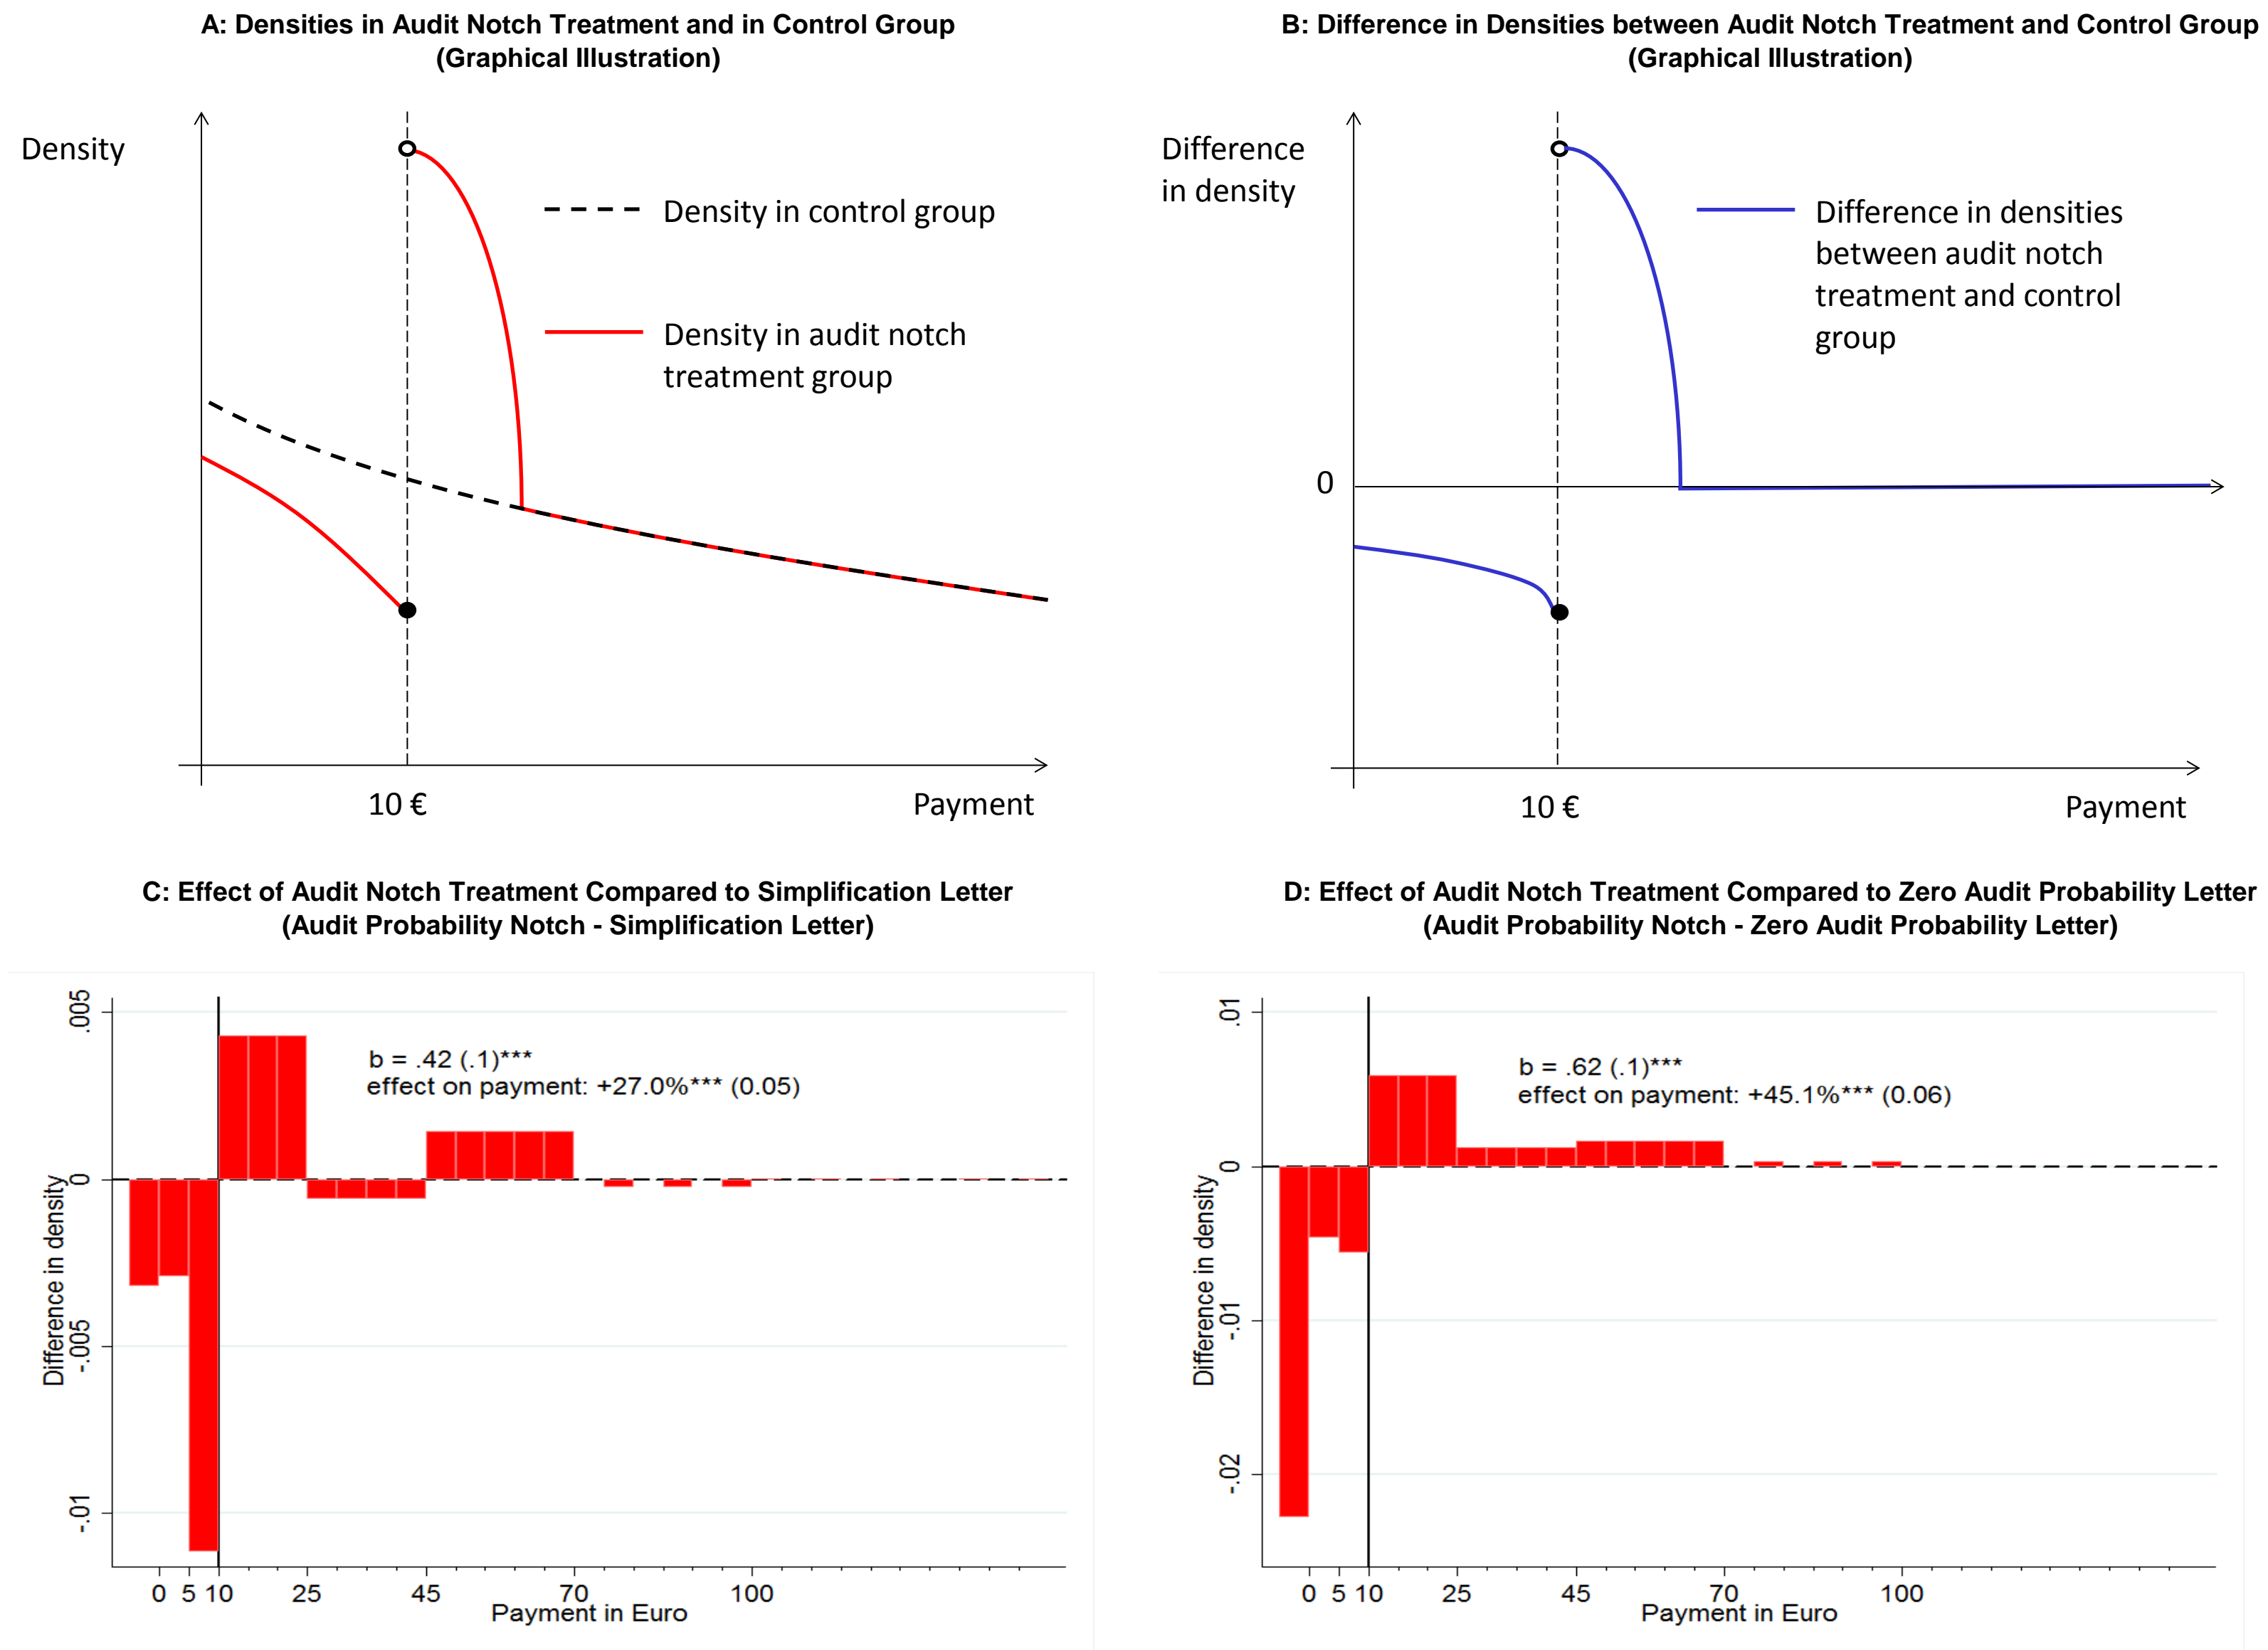 A: Densities in Audit Notch Treatment and in Control Group
(Graphical Illustration)
Density
Density in control group
Density in audit notch
treatment group
10 €
Payment
B: Difference in Densities between Audit Notch Treatment and Control Group
(Graphical Illustration)
Difference
in density
Difference in densities
between audit notch
treatment and control
group
0
10 €
Payment
C: Effect of Audit Notch Treatment Compared to Simplification Letter
(Audit Probability Notch - Simplification Letter)
Difference in density
.005
0
-.005
-.01
b = .42 (.1)***
effect on payment: +27.0%*** (0.05)
0 5 10 25 45 70 100
Payment in Euro
D: Effect of Audit Notch Treatment Compared to Zero Audit Probability Letter
(Audit Probability Notch - Zero Audit Probability Letter)
Difference in density
.01
0
-.01
-.02
b = .62 (.1)***
effect on payment: +45.1%*** (0.06)
0 5 10 25 45 70 100
Payment in Euro